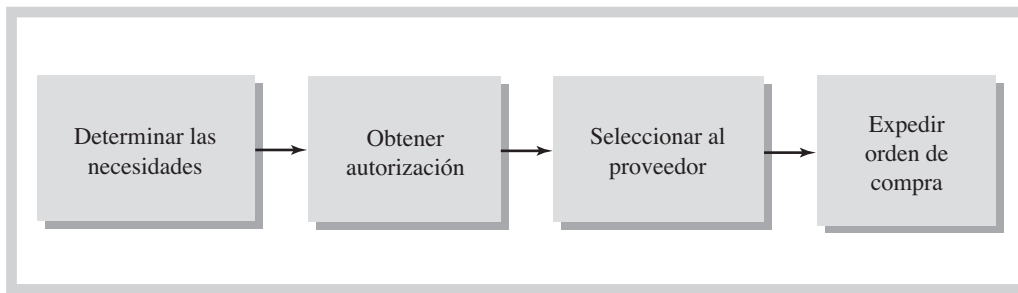 Determinar las
necesidades
Obtener
autorización
Seleccionar al
proveedor
Expedir
orden de
compra